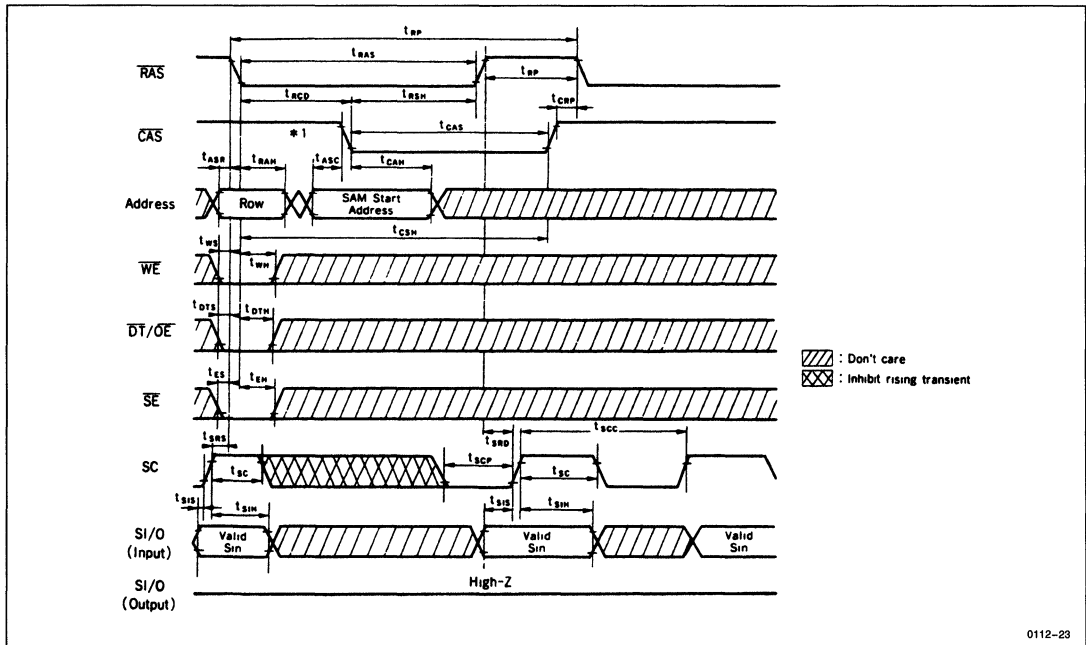 tRP
RAS
tRAS
tRP
tRCD
tRSH
tCRP
CAS
*1
tCAS
tASR
tRAH
tASC
tCAH
Address
Row
SAM Start
Address
tCSH
tWS
tWH
WE
tDTS
tDTH
DT/OE
: Don't care
: Inhibit rising transient
tES
tEH
SE
tSRS
tSRD
tSCC
SC
tSC
tSCP
tSC
tSIS
tSIH
tSIS
tSIH
SI/O
(Input)
Valid
Sin
Valid
Sin
Valid
Sin
SI/O
(Output)
High-Z
0112–23